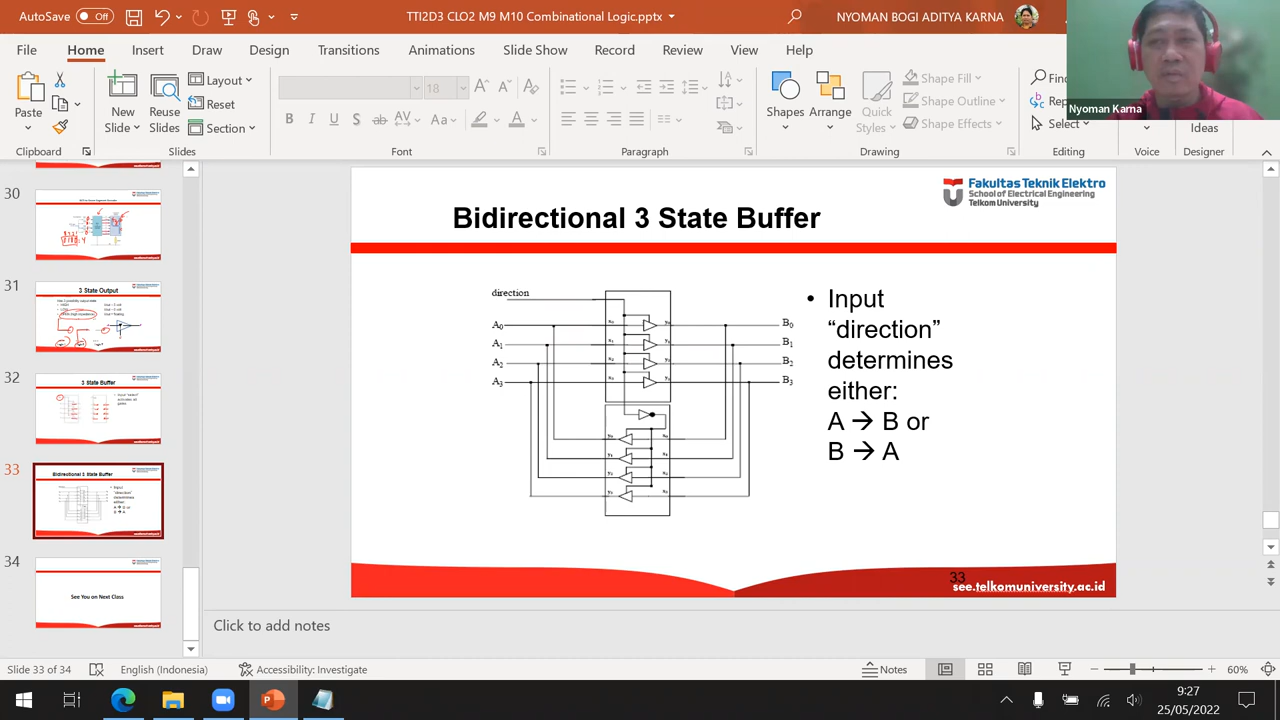 AutoSave Off
TTI2D3 CLO2 M9 M10 Combinational Logic.pptx
NYOMAN BOGI ADITYA KARNA
File Home Insert Draw Design Transitions Animations Slide Show Record Review View Help
Paste
Clipboard
New Slide
Reuse Slides
Layout
Reset
Section
Slides
8
Font
Paragraph
Shapes
Arrange
Quick Styles
Shape Fill
Shape Outline
Shape Effects
Drawing
Select
Editing
Voice
Ideas
Designer
Nyoman Karna
30
31
3 State Output
32
3 State Buffer
33
Bidirectional 3 State Buffer
Input
"direction"
determines
either:
A → B or
B → A
34
See You on Next Class
Fakultas Teknik Elektro
School of Electrical Engineering
Telkom University
Bidirectional 3 State Buffer
direction
A0 B0
A1 B1
A2 B2
A3 B3
• Input
“direction”
determines
either:
A → B or
B → A
33
see.telkomuniversity.ac.id
Click to add notes
Slide 33 of 34
English (Indonesia)
Accessibility: Investigate
Notes
60%
9:27
25/05/2022